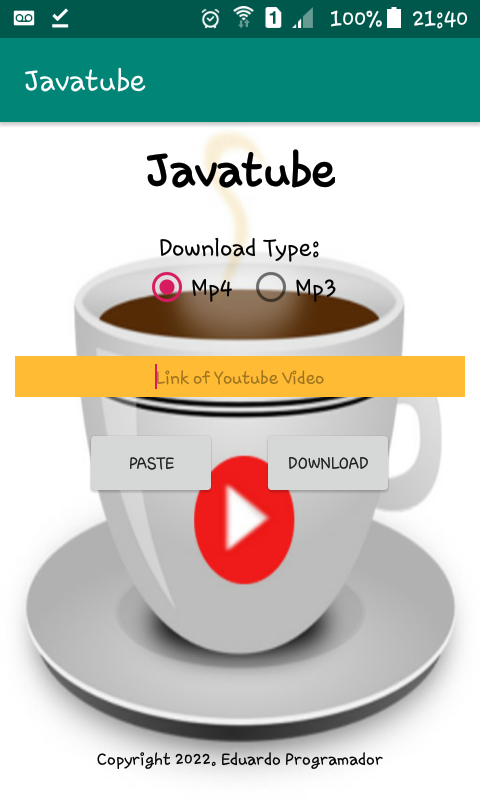 1 100% 21:40
Javatube
Javatube
Download Type:
Mp4 Mp3
Link of Youtube Video
PASTE DOWNLOAD
Copyright 2022. Eduardo Programador